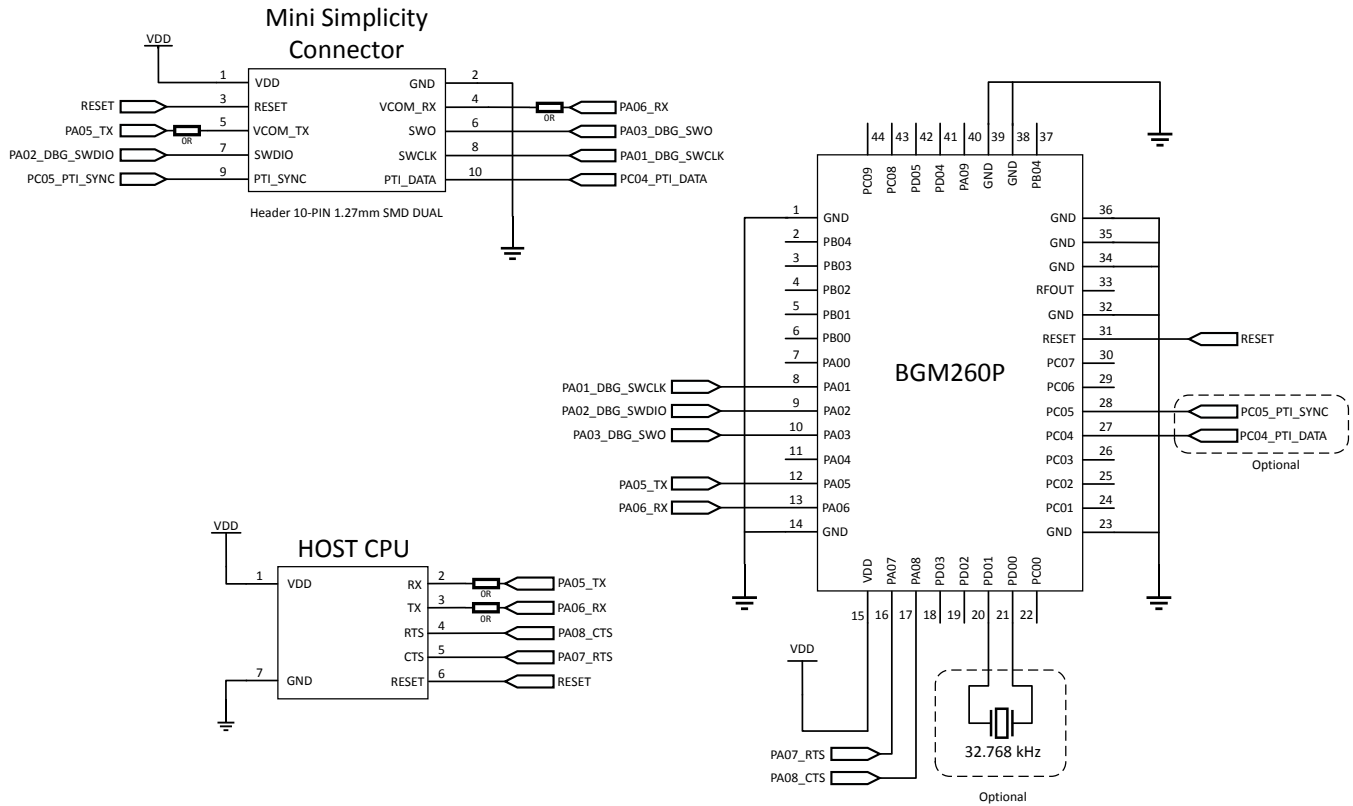 Mini Simplicity
Connector
VDD
1 VDD GND 2
RESET 3 RESET VCOM_RX 4 0R PA06_RX
PA05_TX 0R 5 VCOM_TX SWO 6 PA03_DBG_SWO
PA02_DBG_SWDIO 7 SWDIO SWCLK 8 PA01_DBG_SWCLK
PC05_PTI_SYNC 9 PTI_SYNC PTI_DATA 10 PC04_PTI_DATA
Header 10-PIN 1.27mm SMD DUAL
HOST CPU
VDD
1 VDD RX 2 0R PA05_TX
TX 3 0R PA06_RX
RTS 4 PA08_CTS
CTS 5 PA07_RTS
7 GND RESET 6 RESET
44 43 42 41 40 39 38 37
PC09 PC08 PD05 PD04 PA09 GND GND PB04
BGM260P
1 GND GND 36
2 PB04 GND 35
3 PB03 GND 34
4 PB02 RFOUT 33
5 PB01 GND 32
6 PB00 RESET 31 RESET
7 PA00 PC07 30
PA01_DBG_SWCLK 8 PA01 PC06 29
PA02_DBG_SWDIO 9 PA02 PC05 28 PC05_PTI_SYNC
PA03_DBG_SWO 10 PA03 PC04 27 PC04_PTI_DATA
Optional
11 PA04 PC03 26
PA05_TX 12 PA05 PC02 25
PA06_RX 13 PA06 PC01 24
14 GND GND 23
VDD PA07 PA08 PD03 PD02 PD01 PD00 PC00
15 16 17 18 19 20 21 22
VDD
PA07_RTS
PA08_CTS
32.768 kHz
Optional